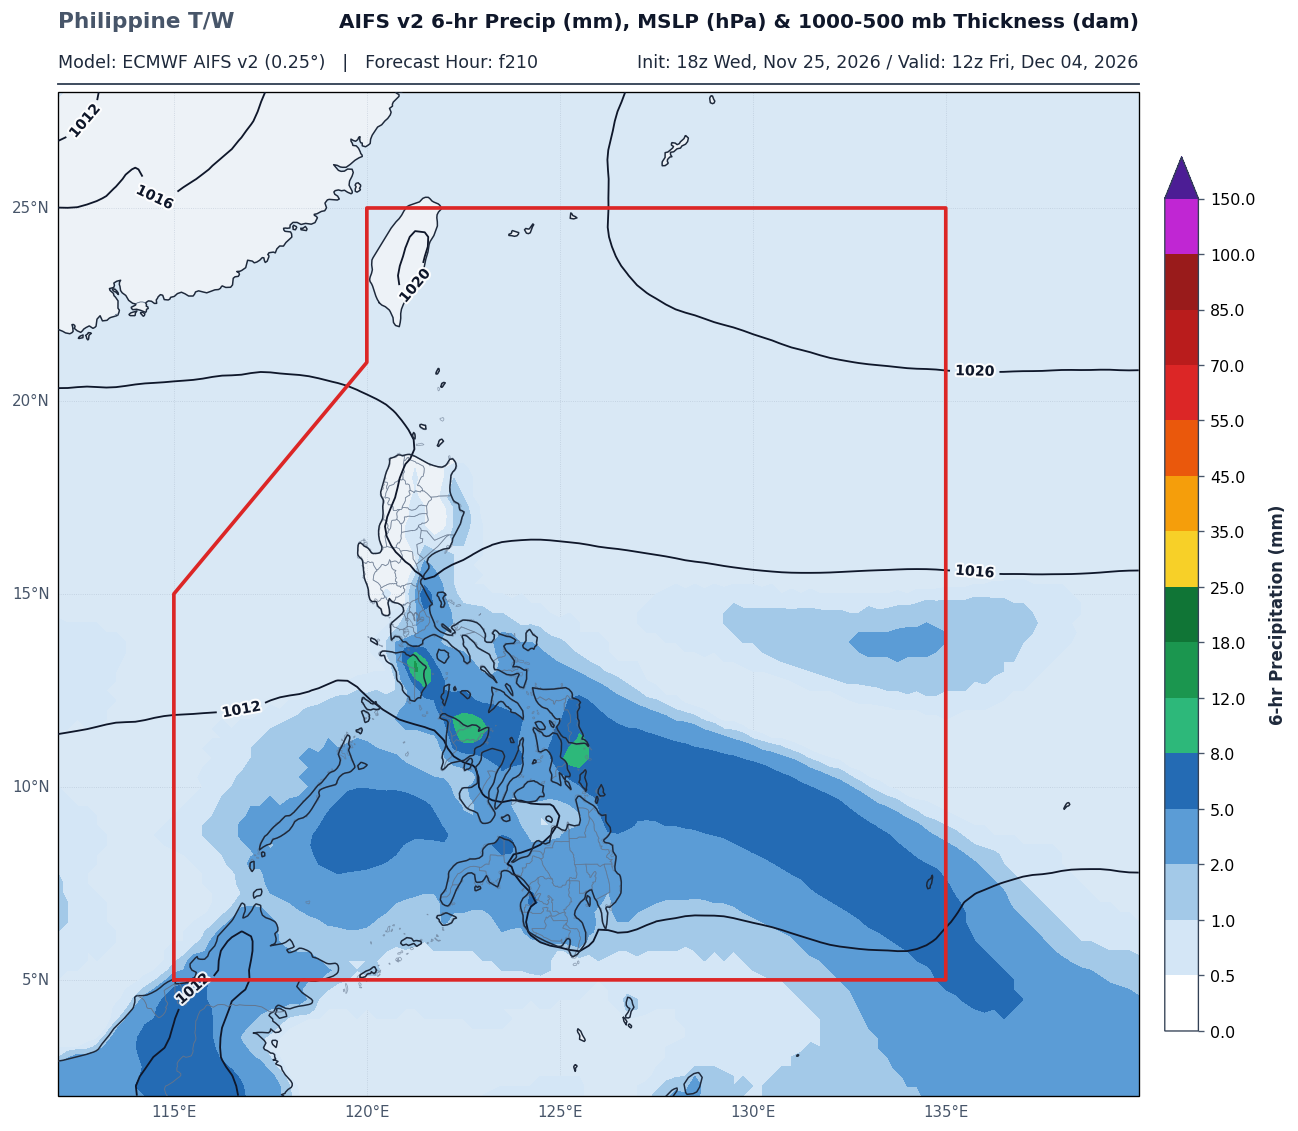 Philippine T/W
AIFS v2 6-hr Precip (mm), MSLP (hPa) & 1000-500 mb Thickness (dam)
Model: ECMWF AIFS v2 (0.25°) | Forecast Hour: f210
Init: 18z Wed, Nov 25, 2026 / Valid: 12z Fri, Dec 04, 2026
1012
1016
1020
1020
1016
1012
1012
25°N
20°N
15°N
10°N
5°N
115°E
120°E
125°E
130°E
135°E
150.0
100.0
85.0
70.0
55.0
45.0
35.0
25.0
18.0
12.0
8.0
5.0
2.0
1.0
0.5
0.0
6-hr Precipitation (mm)